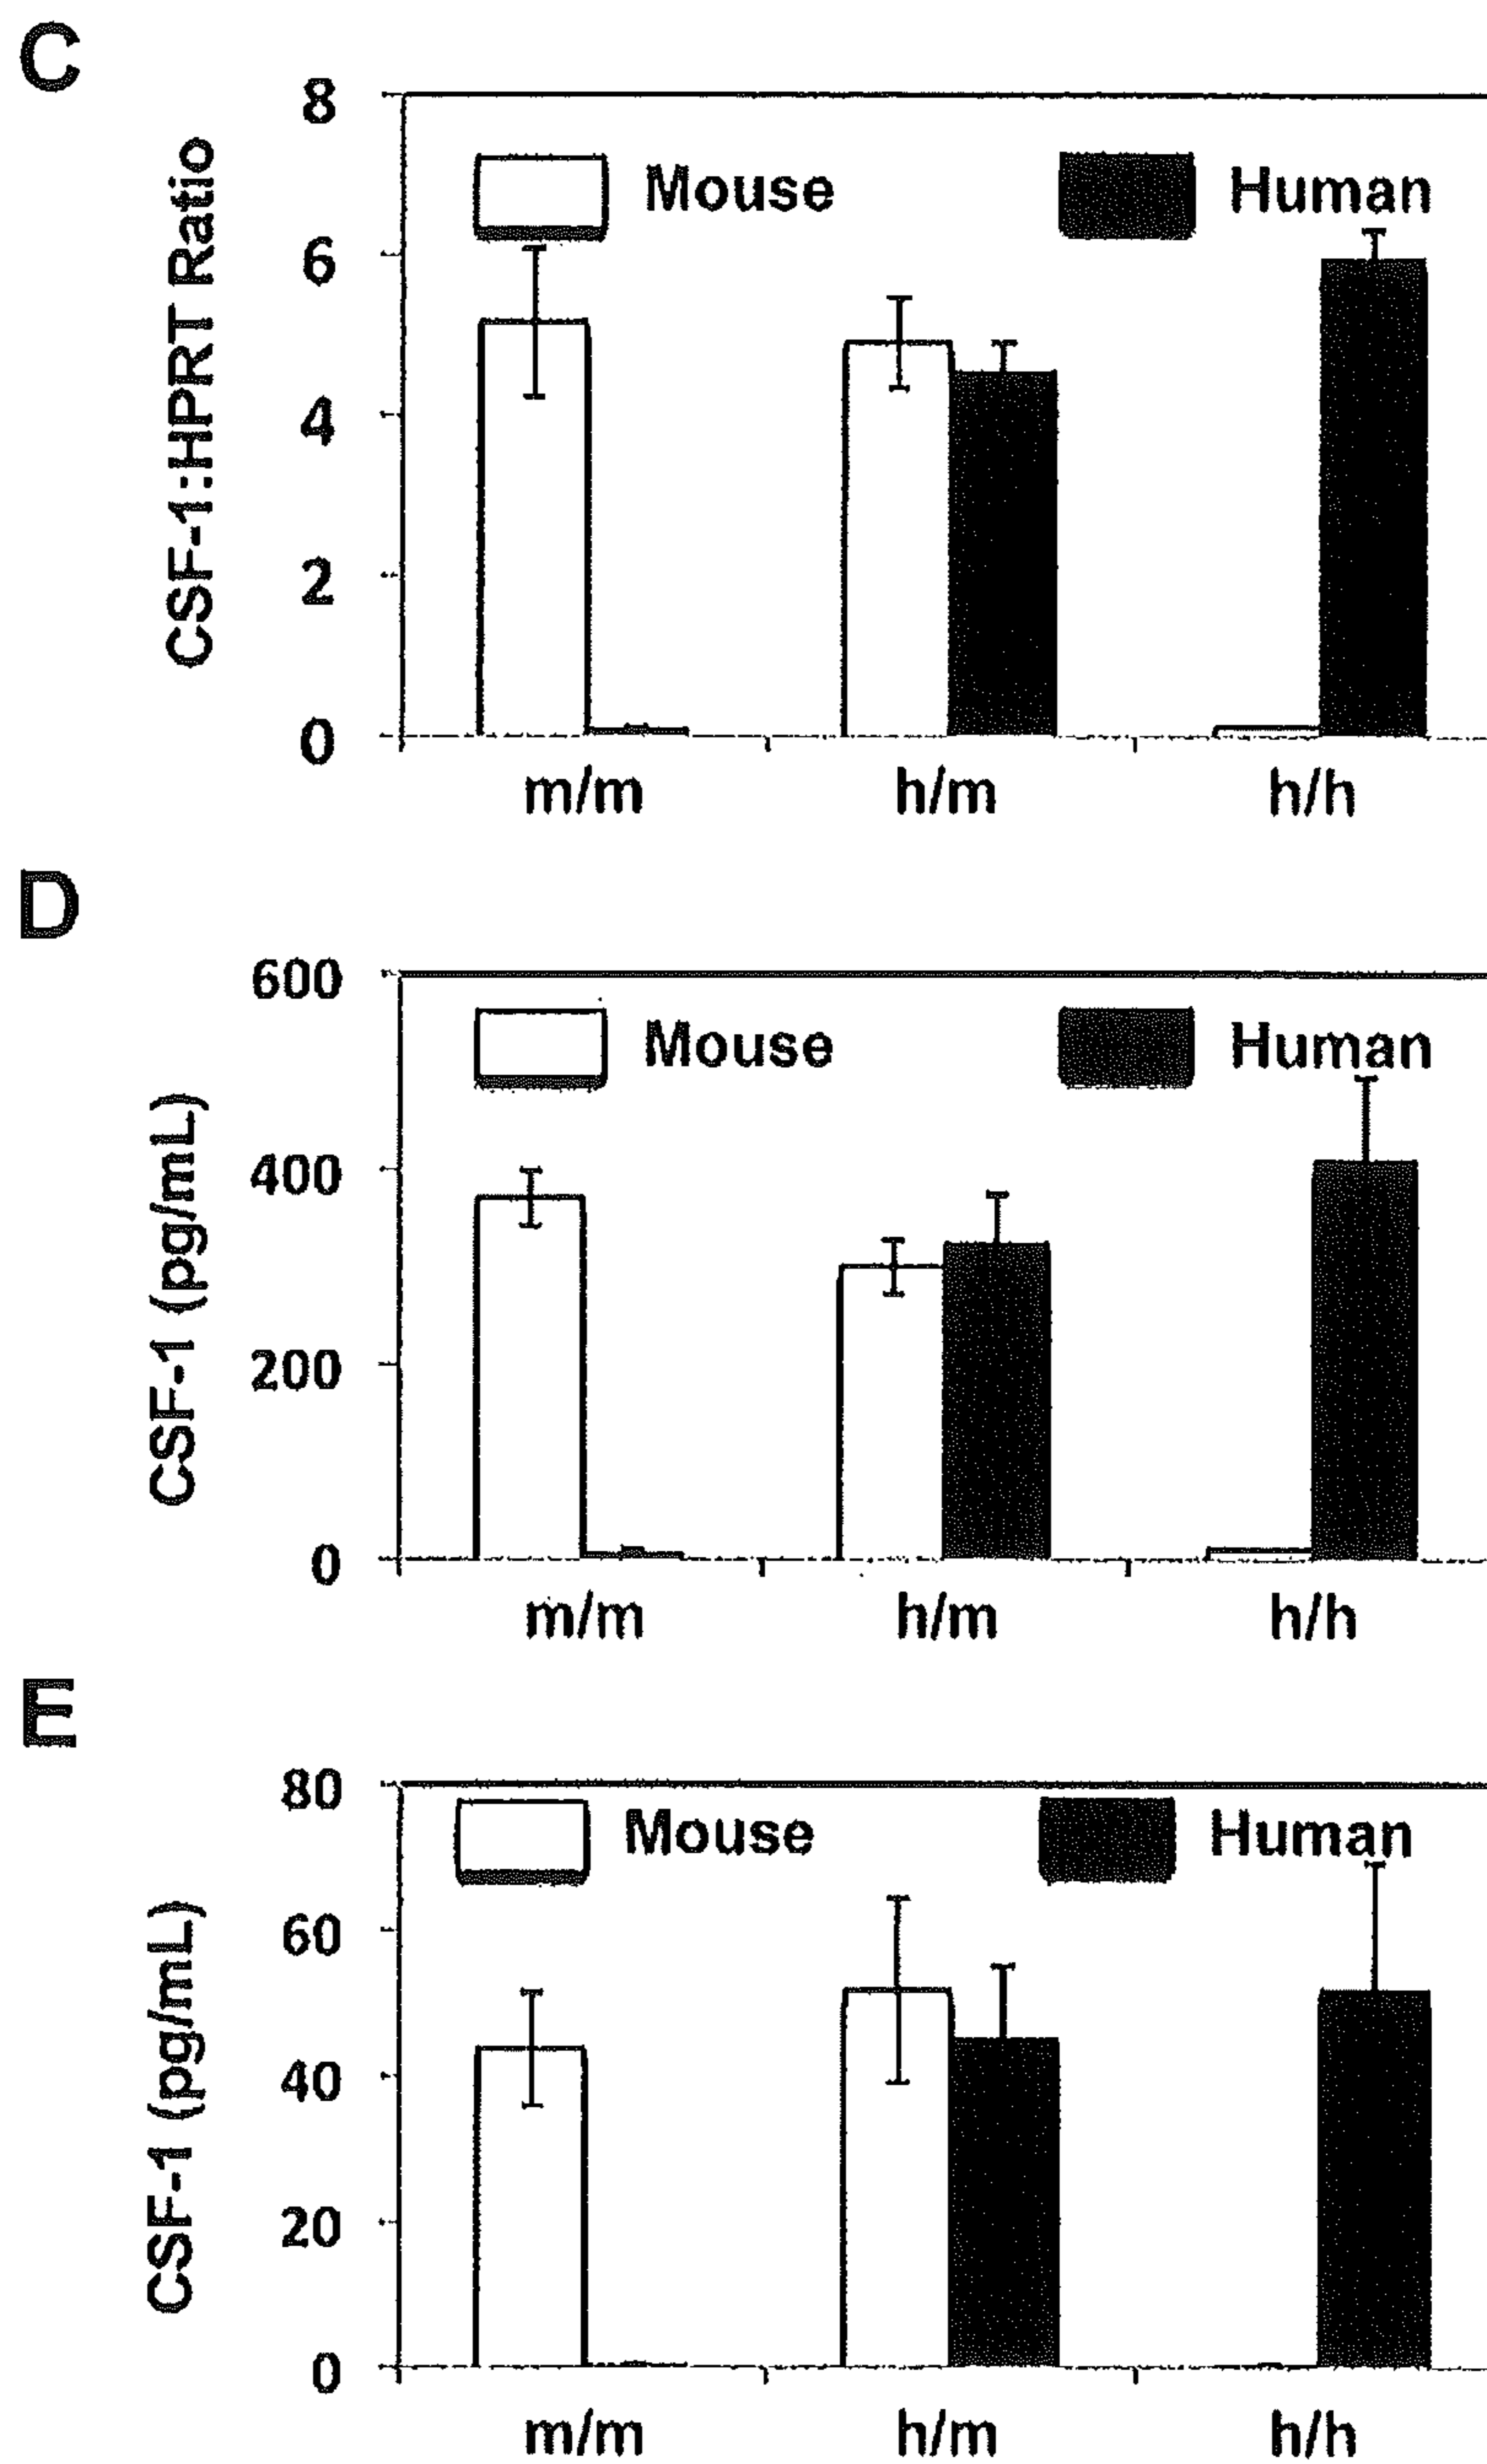 C
CSF-1::HPRT Ratio
8
6
4
2
0
Mouse Human
m/m h/m h/h
D
CSF-1 (pg/mL)
600
400
200
0
Mouse Human
m/m h/m h/h
E
CSF-1 (pg/mL)
80
60
40
20
0
Mouse Human
m/m h/m h/h